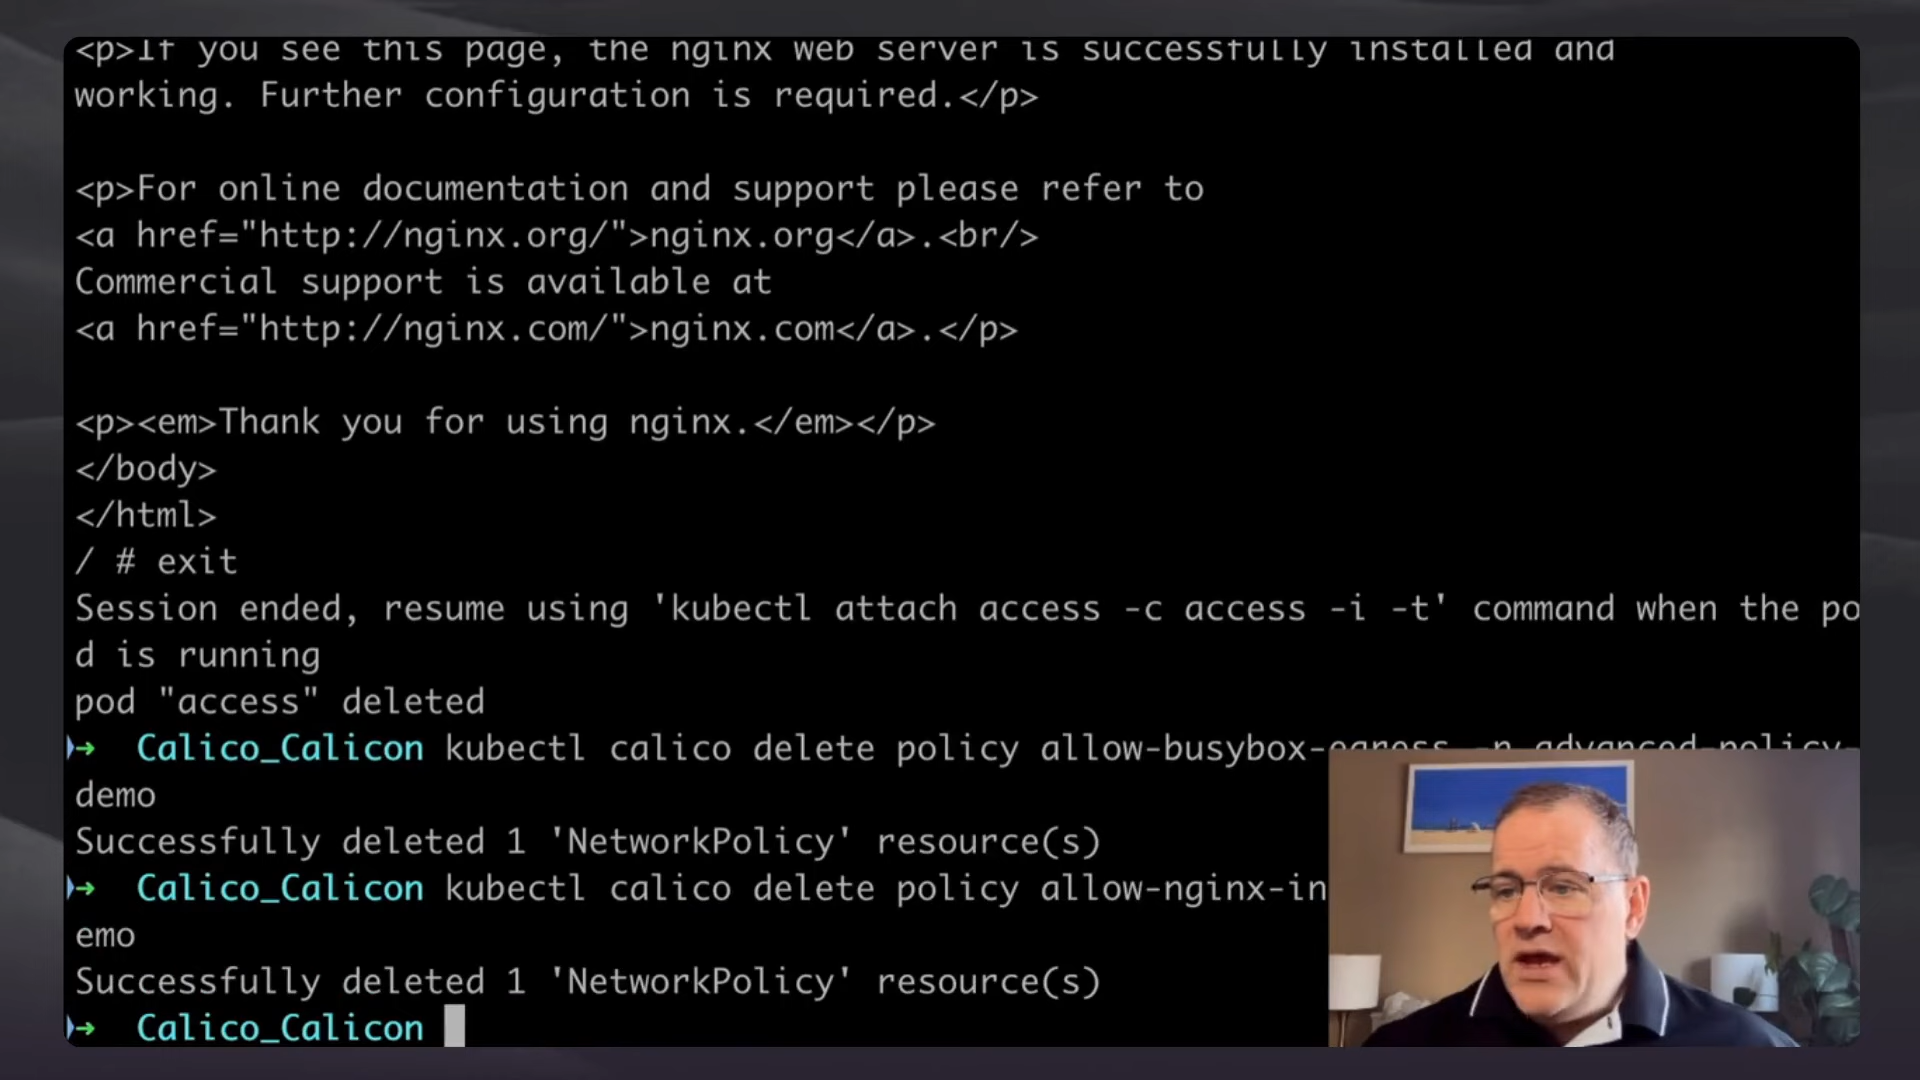 <p>If you see this page, the nginx web server is successfully installed and
working. Further configuration is required.</p>
<p>For online documentation and support please refer to
<a href="http://nginx.org/">nginx.org</a>.<br/>
Commercial support is available at
<a href="http://nginx.com/">nginx.com</a>.</p>
<p><em>Thank you for using nginx.</em></p>
</body>
</html>
/ # exit
Session ended, resume using 'kubectl attach access -c access -i -t' command when the po
d is running
pod "access" deleted
➜ Calico_Calicon kubectl calico delete policy allow-busybox-egress -n advanced-policy-
demo
Successfully deleted 1 'NetworkPolicy' resource(s)
➜ Calico_Calicon kubectl calico delete policy allow-nginx-in
emo
Successfully deleted 1 'NetworkPolicy' resource(s)
➜ Calico_Calicon